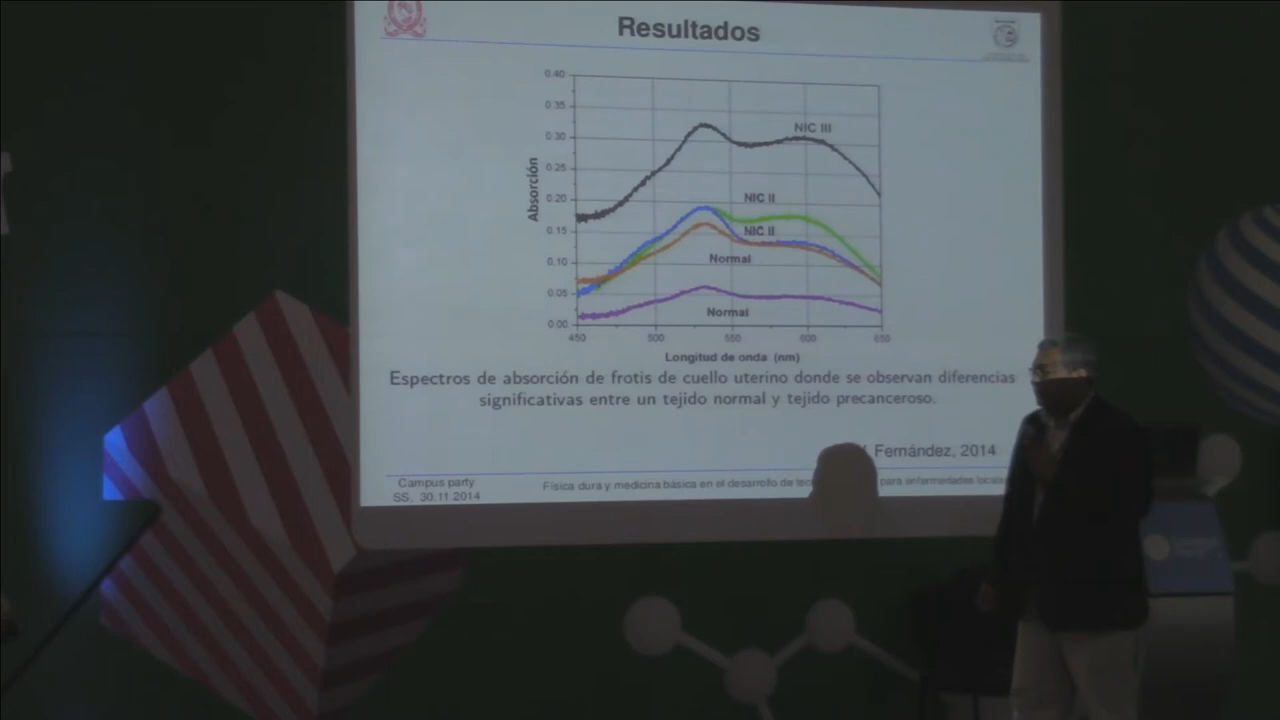 Resultados
0.40
0.35
0.30
0.25
0.20
0.15
0.10
0.05
0.00
Absorción
NIC III
NIC II
NIC II
Normal
Normal
450
500
550
600
650
Longitud de onda (nm)
Espectros de absorción de frotis de cuello uterino donde se observan diferencias
significativas entre un tejido normal y tejido precanceroso.
Fernández, 2014
Campus party
SS, 30.11 2014
Física dura y medicina básica en el desarrollo de para enfermedades